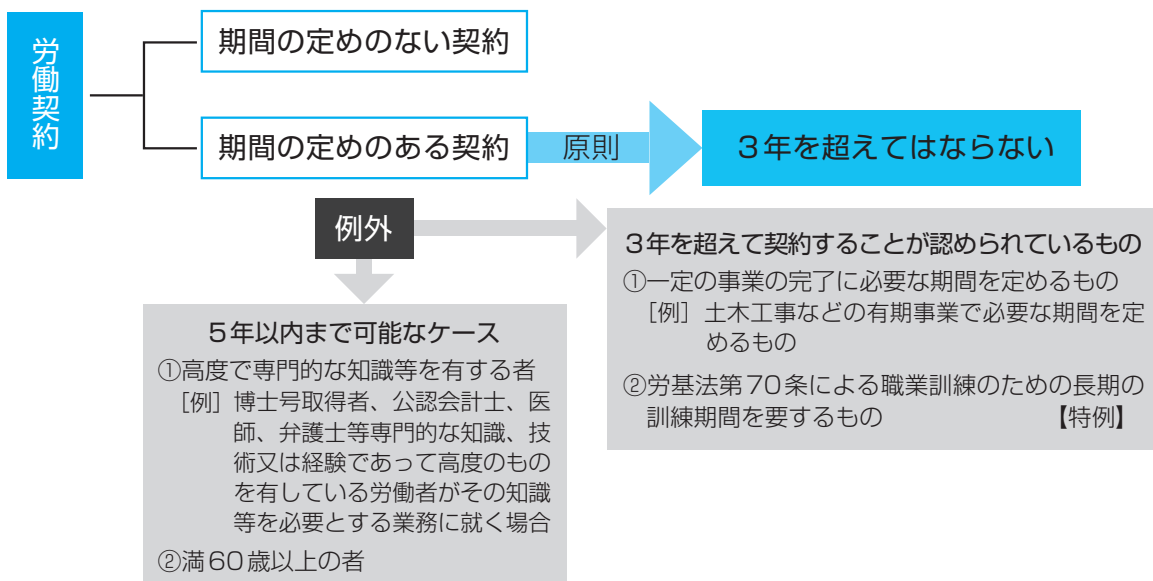 労働契約
期間の定めのない契約
期間の定めのある契約
原則
3年を超えてはならない
例外
3年を超えて契約することが認められているもの
①一定の事業の完了に必要な期間を定めるもの
［例］土木工事などの有期事業で必要な期間を定
めるもの
②労基法第70条による職業訓練のための長期の
訓練期間を要するもの 【特例】
5年以内まで可能なケース
①高度で専門的な知識等を有する者
［例］博士号取得者、公認会計士、医
師、弁護士等専門的な知識、技
術又は経験であって高度のもの
を有している労働者がその知識
等を必要とする業務に就く場合
②満60歳以上の者